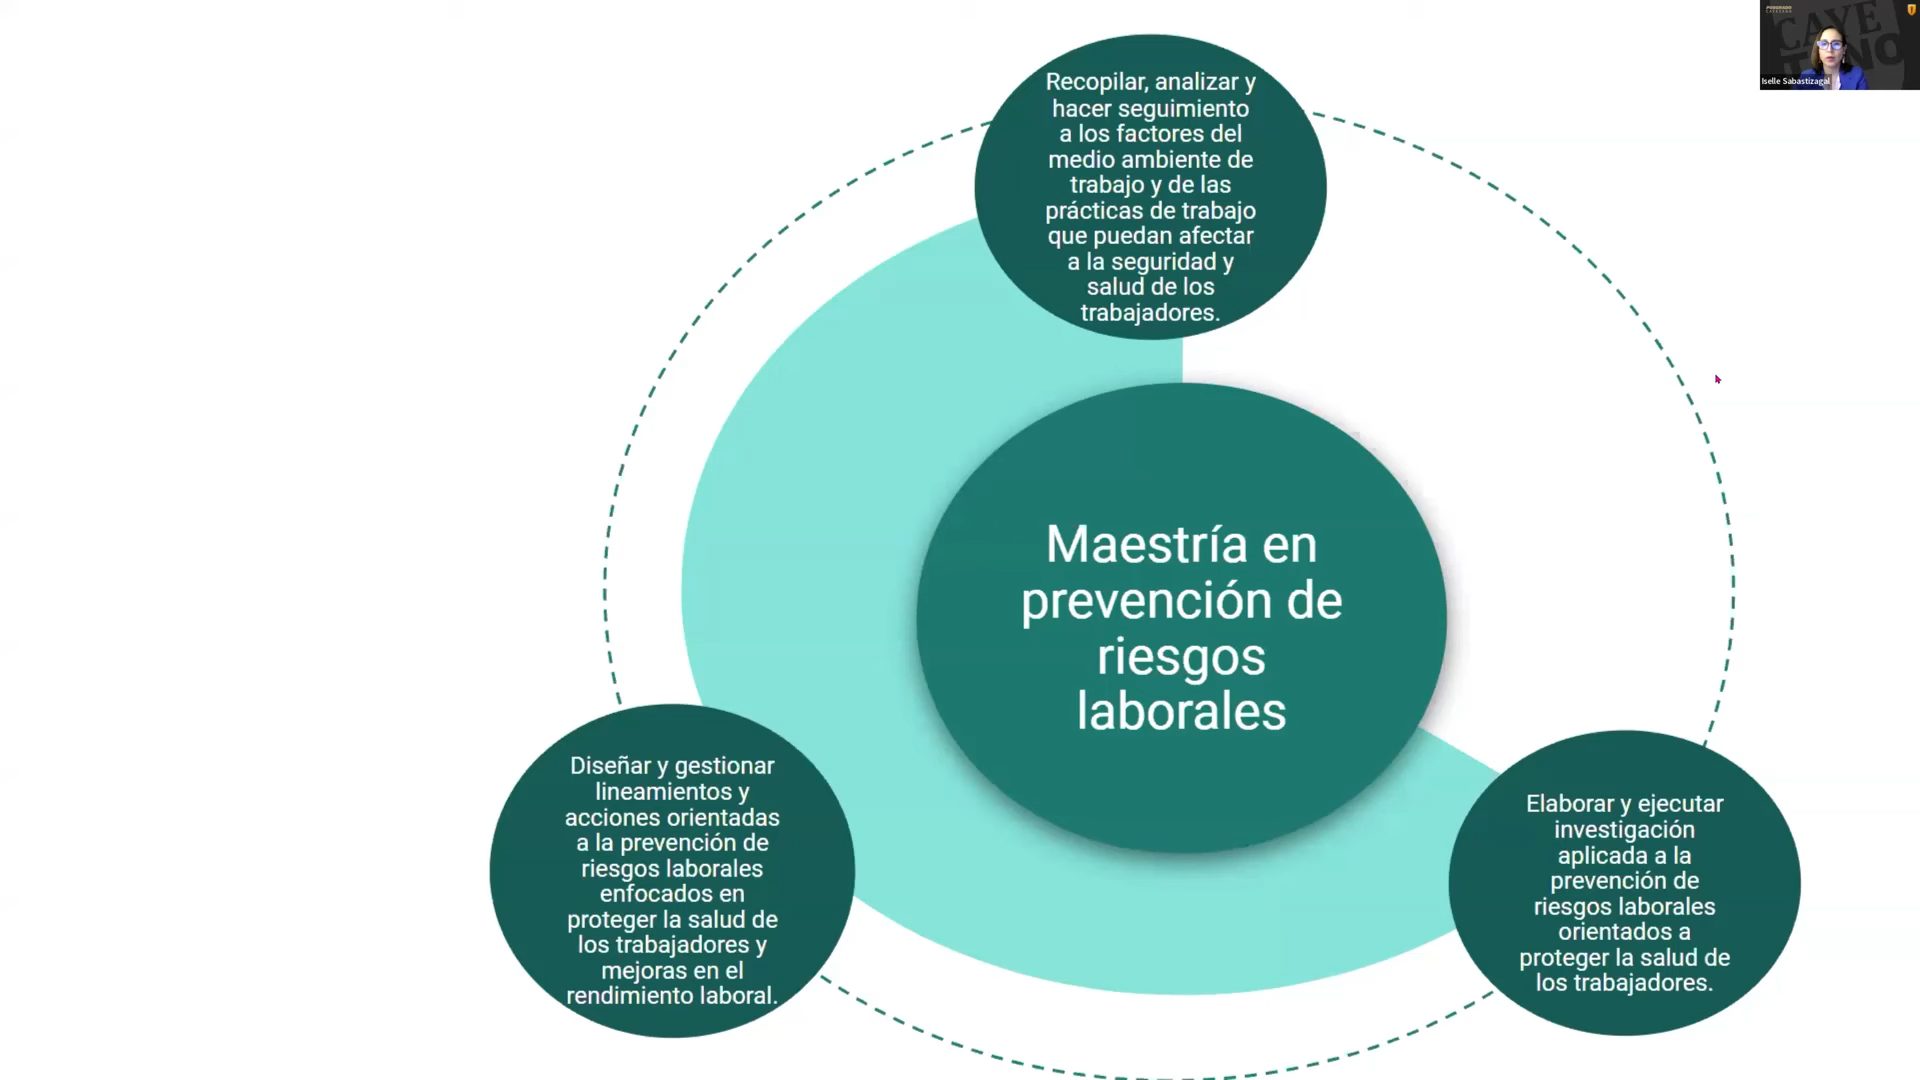 Recopilar, analizar y
hacer seguimiento
a los factores del
medio ambiente de
trabajo y de las
prácticas de trabajo
que puedan afectar
a la seguridad y
salud de los
trabajadores.
Maestría en
prevención de
riesgos
laborales
Diseñar y gestionar
lineamientos y
acciones orientadas
a la prevención de
riesgos laborales
enfocados en
proteger la salud de
los trabajadores y
mejoras en el
rendimiento laboral.
Elaborar y ejecutar
investigación
aplicada a la
prevención de
riesgos laborales
orientados a
proteger la salud de
los trabajadores.
CAYE
Iselle Sabastizagal